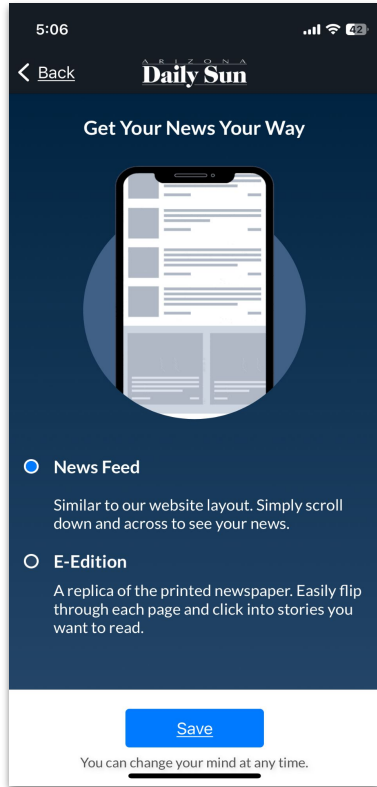 5:06
42
Back
ARIZONA
Daily Sun
Get Your News Your Way
News Feed
Similar to our website layout. Simply scroll
down and across to see your news.
E-Edition
A replica of the printed newspaper. Easily flip
through each page and click into stories you
want to read.
Save
You can change your mind at any time.